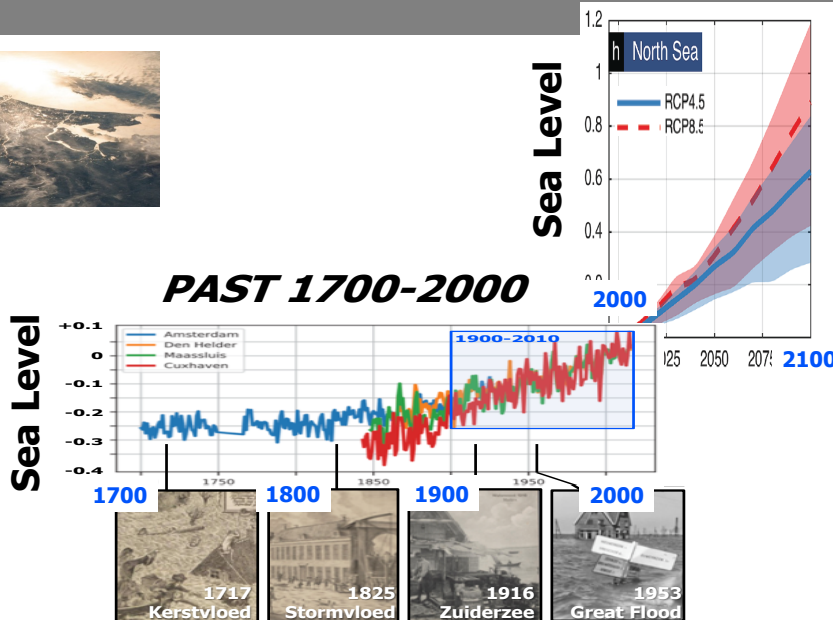 1.2
h North Sea
1
RCP4.5
RCP8.5
0.8
Sea Level
0.6
0.4
2000
025 2050 2075 2100
PAST 1700-2000
Sea Level
+0.1
0
-0.1
-0.2
-0.3
-0.4
Amsterdam
Den Helder
Maassluis
Cuxhaven
1900-2010
1750 1850 1950
1700 1800 1900 2000
1717
Kerstvloed
1825
Stormvloed
1916
Zuiderzee
1953
Great Flood